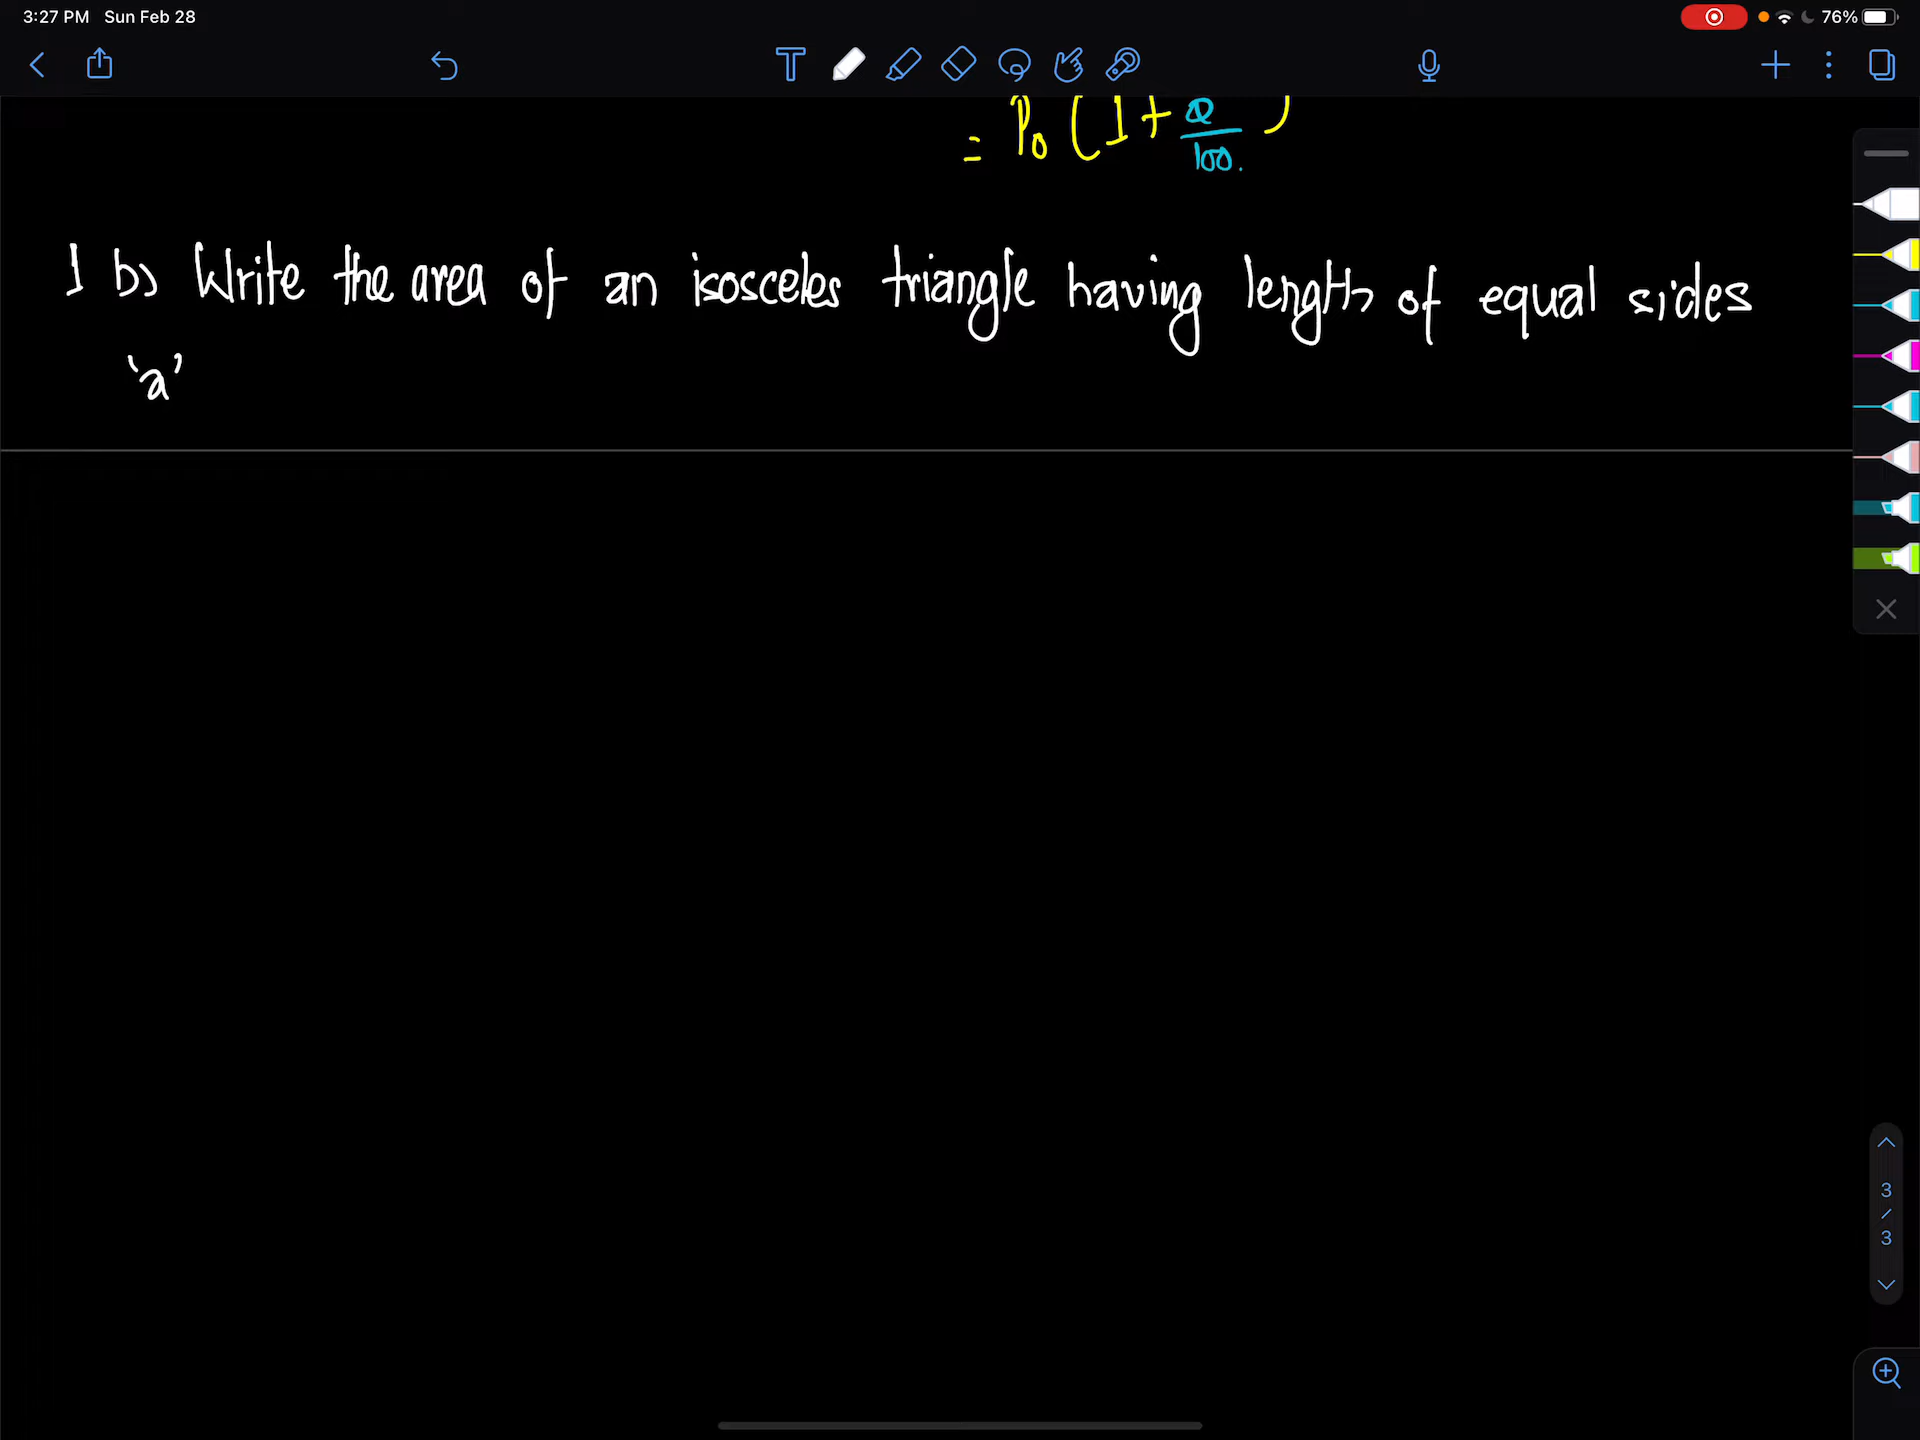 3:27 PM Sun Feb 28
76%
= P₀ (1 + R/100.)
1 b) Write the area of an isosceles triangle having length of equal sides
'a'
3
/
3